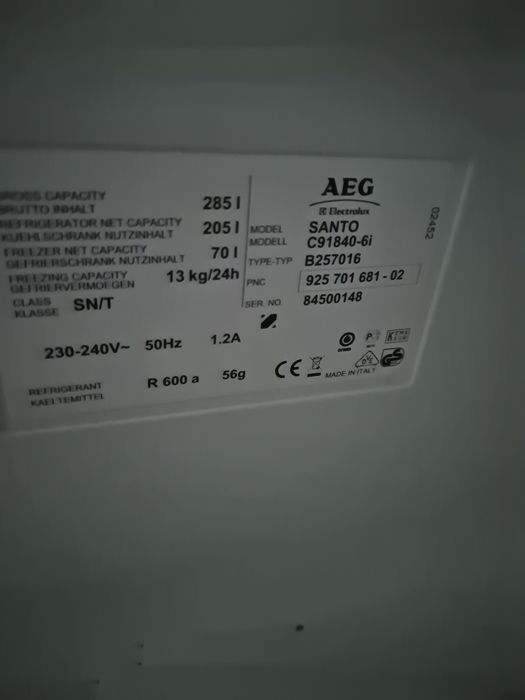 GROSS CAPACITY 285 l
BRUTTO INHALT
REFRIGERATOR NET CAPACITY 205 l
KUEHLSCHRANK NUTZINHALT
FREEZER NET CAPACITY 70 l
GEFRIERSCHRANK NUTZINHALT
FREEZING CAPACITY 13 kg/24h
GEFRIERVERMOEGEN
CLASS SN/T
KLASSE
230-240V~ 50Hz 1.2A
REFRIGERANT R 600 a 56g
KAELTEMITTEL
AEG
Electrolux
MODEL SANTO
MODELL C91840-6i
TYPE-TYP B257016
PNC 925 701 681 - 02
SER NO. 84500148
CE
MADE IN ITALY
02452